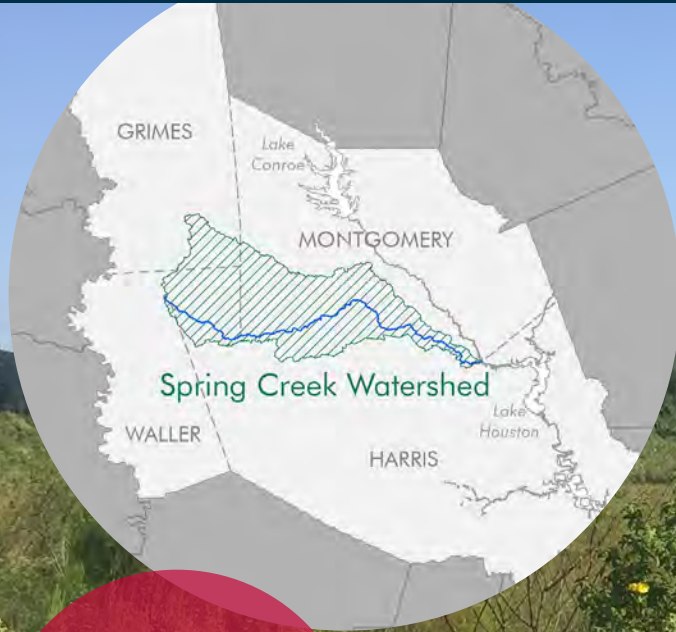 GRIMES
Lake
Conroe
MONTGOMERY
Spring Creek Watershed
Lake
Houston
WALLER
HARRIS